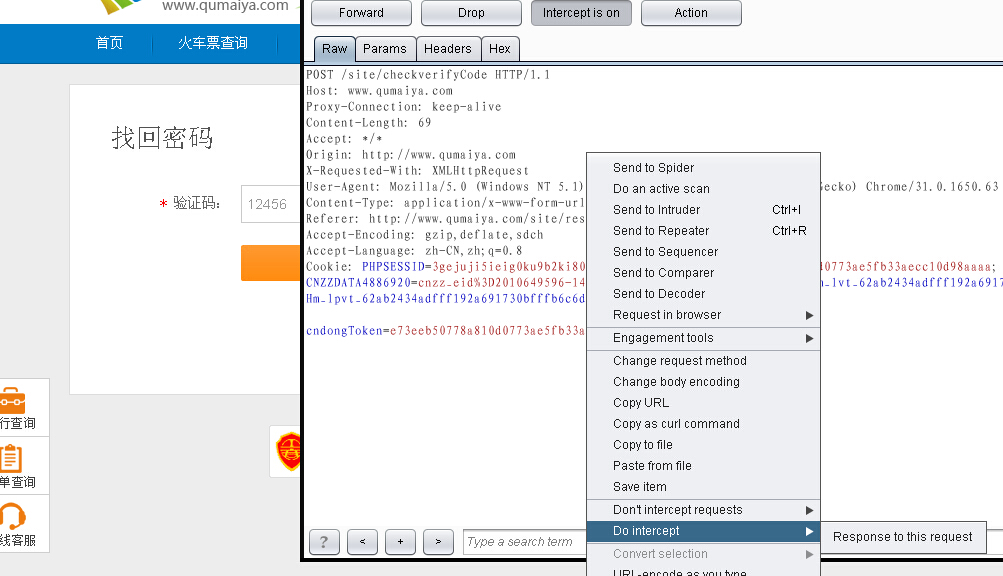 www.qumaiya.com
首页
火车票查询
找回密码
* 验证码：
12456
行查询
单查询
线客服
Forward
Drop
Intercept is on
Action
Raw
Params
Headers
Hex
POST /site/checkverifyCode HTTP/1.1
Host: www.qumaiya.com
Proxy-Connection: keep-alive
Content-Length: 69
Accept: */*
Origin: http://www.qumaiya.com
X-Requested-With: XMLHttpRequest
User-Agent: Mozilla/5.0 (Windows NT 5.1) Gecko) Chrome/31.0.1650.63
Content-Type: application/x-www-form-url
Referer: http://www.qumaiya.com/site/res
Accept-Encoding: gzip,deflate,sdch
Accept-Language: zh-CN,zh;q=0.8
Cookie: PHPSESSID=3gejuji5ieig0ku9b2ki80 0773ae5fb33aecc10d98aaaa;
CNZZDATA4886920=cnzz_eid%3D2010649596-14 m_lvt_62ab2434adfff192a6917
Hm_lpvt_62ab2434adfff192a691730bfffb6c6d
cndongToken=e73eeb50778a810d0773ae5fb33a
Send to Spider
Do an active scan
Send to Intruder Ctrl+I
Send to Repeater Ctrl+R
Send to Sequencer
Send to Comparer
Send to Decoder
Request in browser
Engagement tools
Change request method
Change body encoding
Copy URL
Copy as curl command
Copy to file
Paste from file
Save item
Don't intercept requests
Do intercept
Response to this request
Convert selection
URL-encode as you type
?
<
+
>
Type a search term